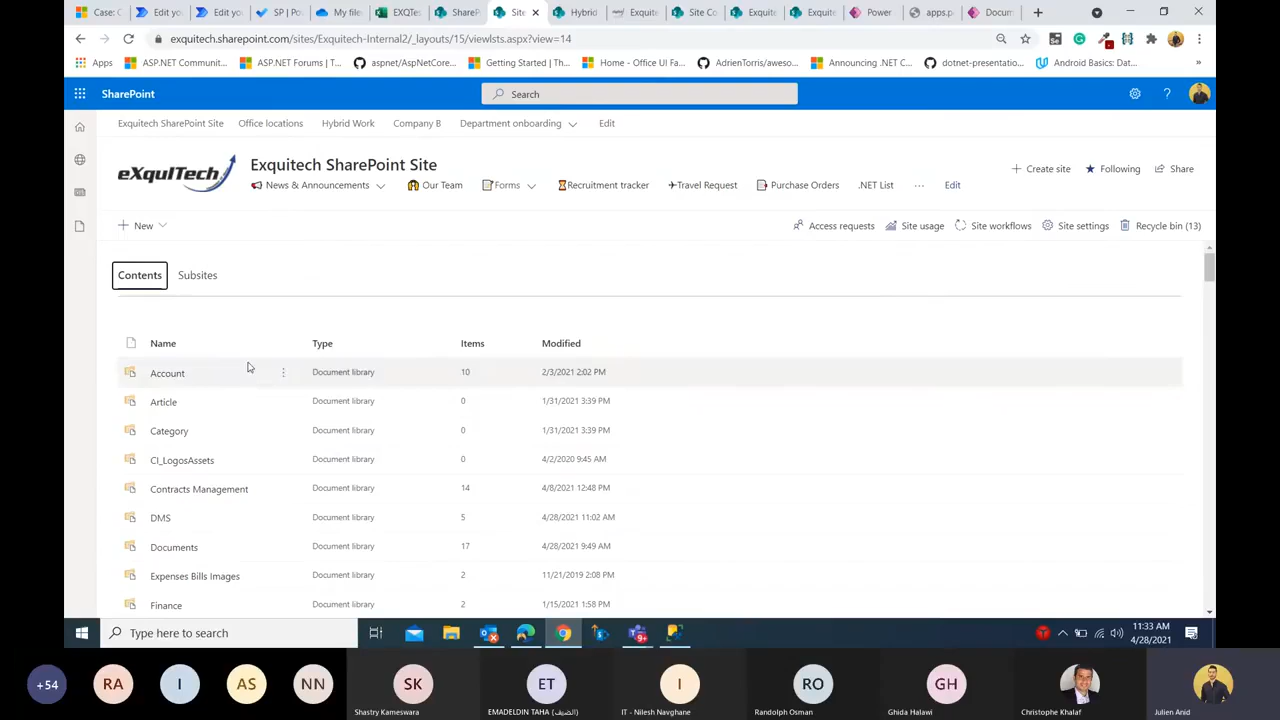 Case: C
Edit you
Edit you
SP | Po
My files
EXQTe
ShareP
Site
Hybrid
Exquite
Site Co
Exquite
Exquite
Power
apps.p
Docum
exquitech.sharepoint.com/sites/Exquitech-Internal2/_layouts/15/viewlsts.aspx?view=14
Apps
ASP.NET Communit...
ASP.NET Forums | T...
aspnet/AspNetCore...
Getting Started | Th...
Home - Office UI Fa...
AdrienTorris/aweso...
Announcing .NET C...
dotnet-presentatio...
Android Basics: Dat...
»
SharePoint
Search
Exquitech SharePoint Site
Office locations
Hybrid Work
Company B
Department onboarding
Edit
eXquITech
Exquitech SharePoint Site
Create site
Following
Share
News & Announcements
Our Team
Forms
Recruitment tracker
Travel Request
Purchase Orders
.NET List
...
Edit
New
Access requests
Site usage
Site workflows
Site settings
Recycle bin (13)
Contents
Subsites
Name Type Items Modified
Account Document library 10 2/3/2021 2:02 PM
Article Document library 0 1/31/2021 3:39 PM
Category Document library 0 1/31/2021 3:39 PM
CI_LogosAssets Document library 0 4/2/2020 9:45 AM
Contracts Management Document library 14 4/8/2021 12:48 PM
DMS Document library 5 4/28/2021 11:02 AM
Documents Document library 17 4/28/2021 9:49 AM
Expenses Bills Images Document library 2 11/21/2019 2:08 PM
Finance Document library 2 1/15/2021 1:58 PM
Type here to search
11:33 AM
4/28/2021
+54
RA
I
AS
NN
SK
ET
I
RO
GH
Shastry Kameswara
EMADELDIN TAHA (الضيف)
IT - Nilesh Navghane
Randolph Osman
Ghida Halawi
Christophe Khalaf
Julien Anid